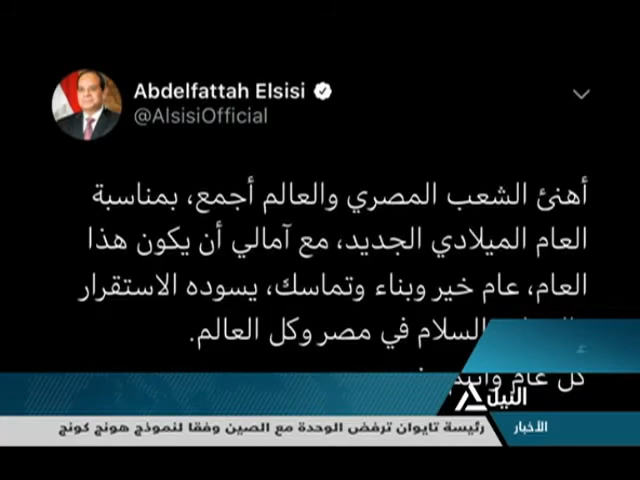 Abdelfattah Elsisi
@AlsisiOfficial
أهنئ الشعب المصري والعالم أجمع، بمناسبة
العام الميلادي الجديد، مع آمالي أن يكون هذا
العام، عام خير وبناء وتماسك، يسوده الاستقرار
السلام في مصر وكل العالم.
كل عام
النيل
الأخبار
رئيسة تايوان ترفض الوحدة مع الصين وفقا لنموذج هونج كونج